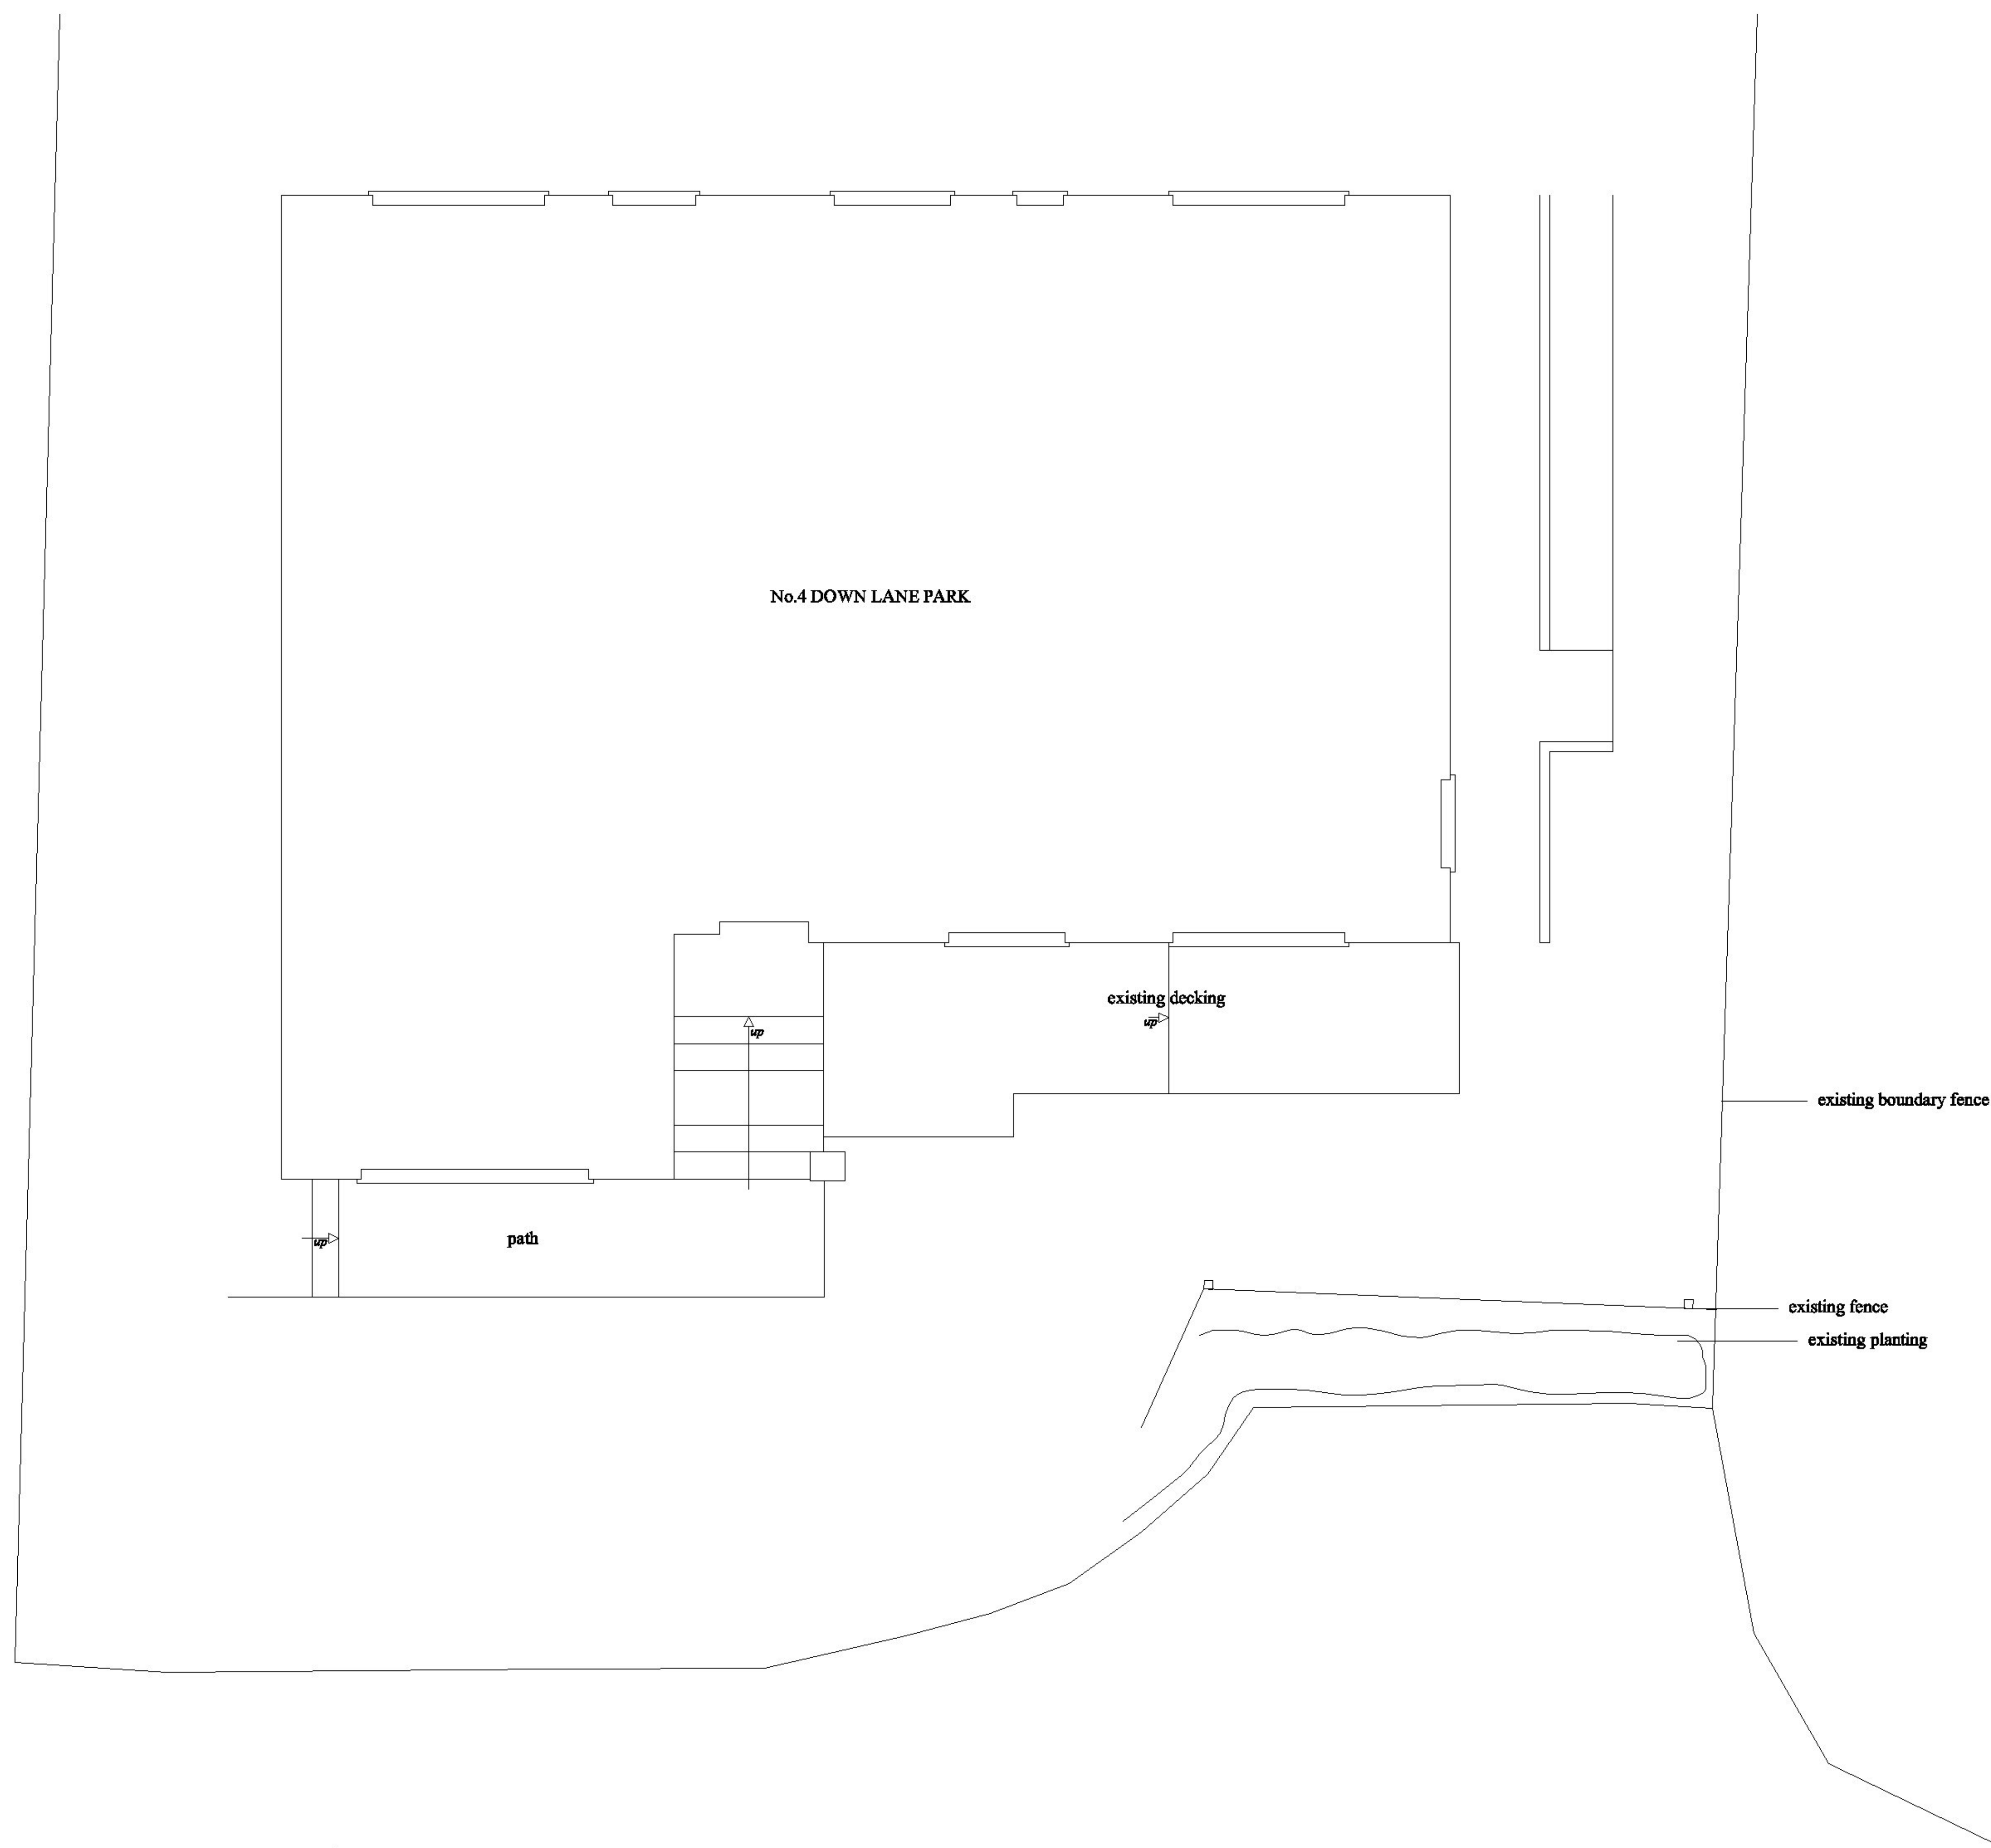 No.4 DOWN LANE PARK
existing decking
up
up
existing boundary fence
up
path
existing fence
existing planting